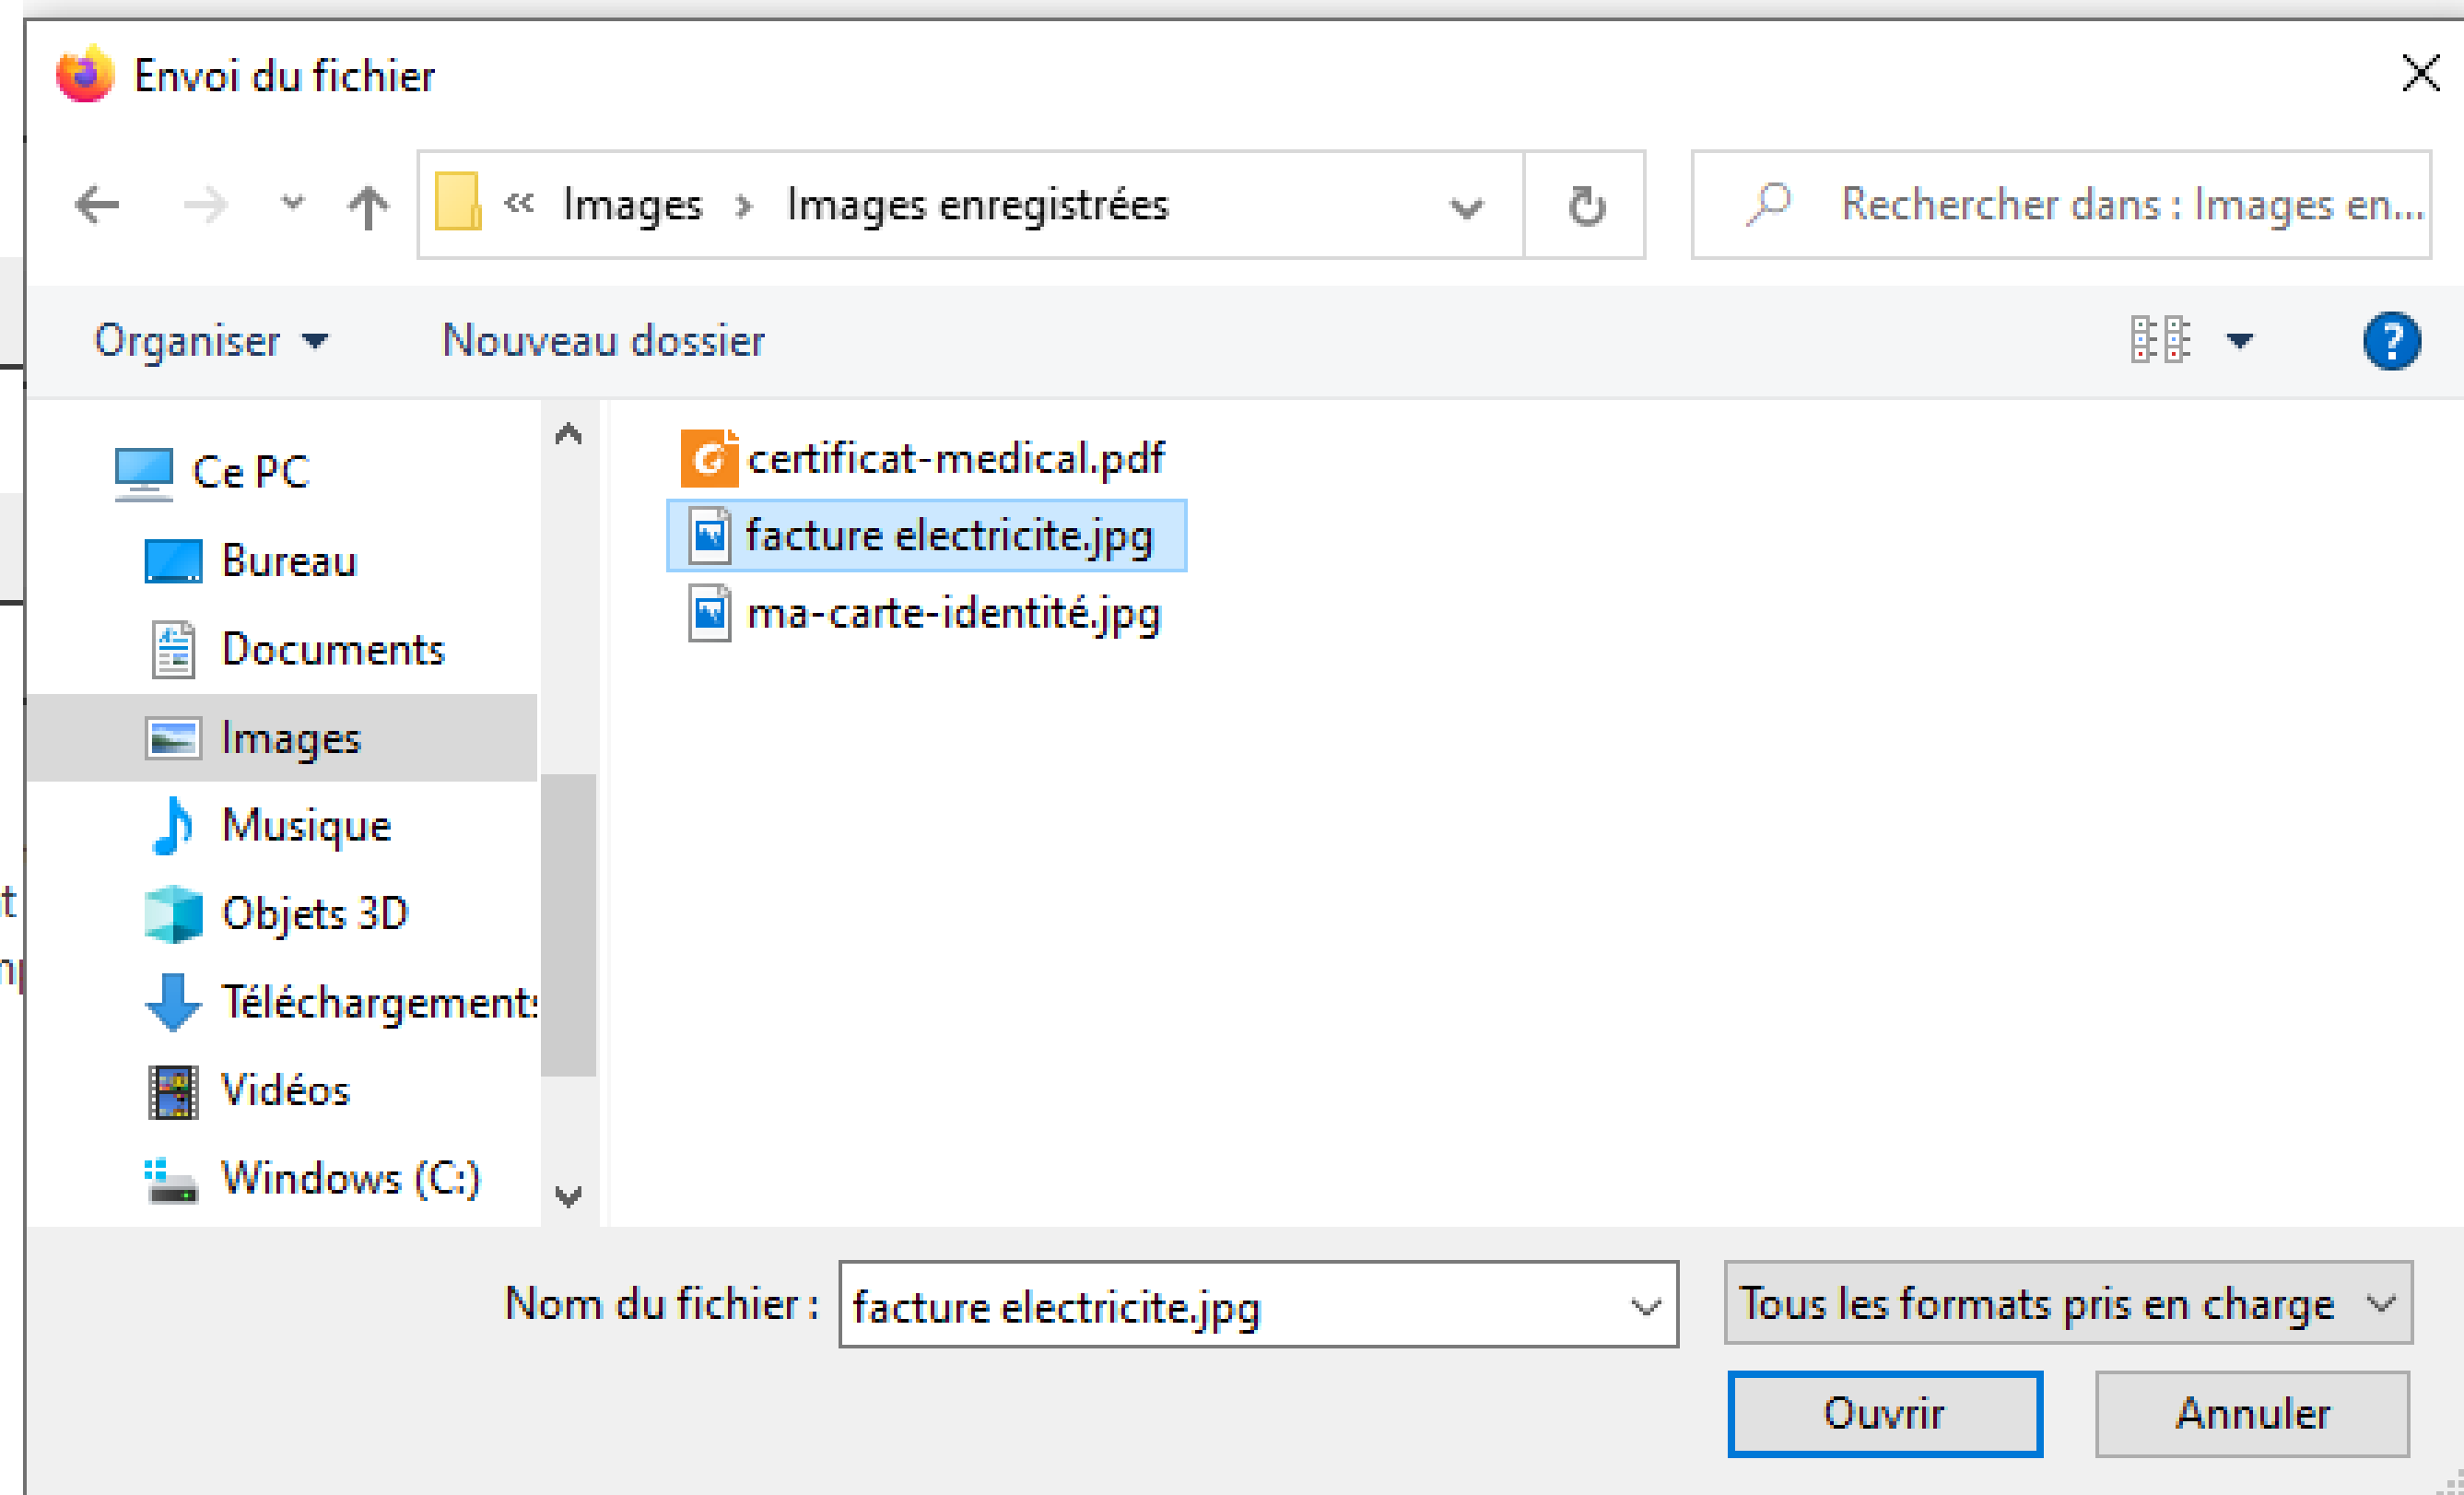 Envoi du fichier
« Images › Images enregistrées
Rechercher dans : Images en...
Organiser
Nouveau dossier
Ce PC
Bureau
Documents
Images
Musique
Objets 3D
Téléchargements
Vidéos
Windows (C:)
certificat-medical.pdf
facture electricite.jpg
ma-carte-identité.jpg
Nom du fichier :
facture electricite.jpg
Tous les formats pris en charge
Ouvrir
Annuler